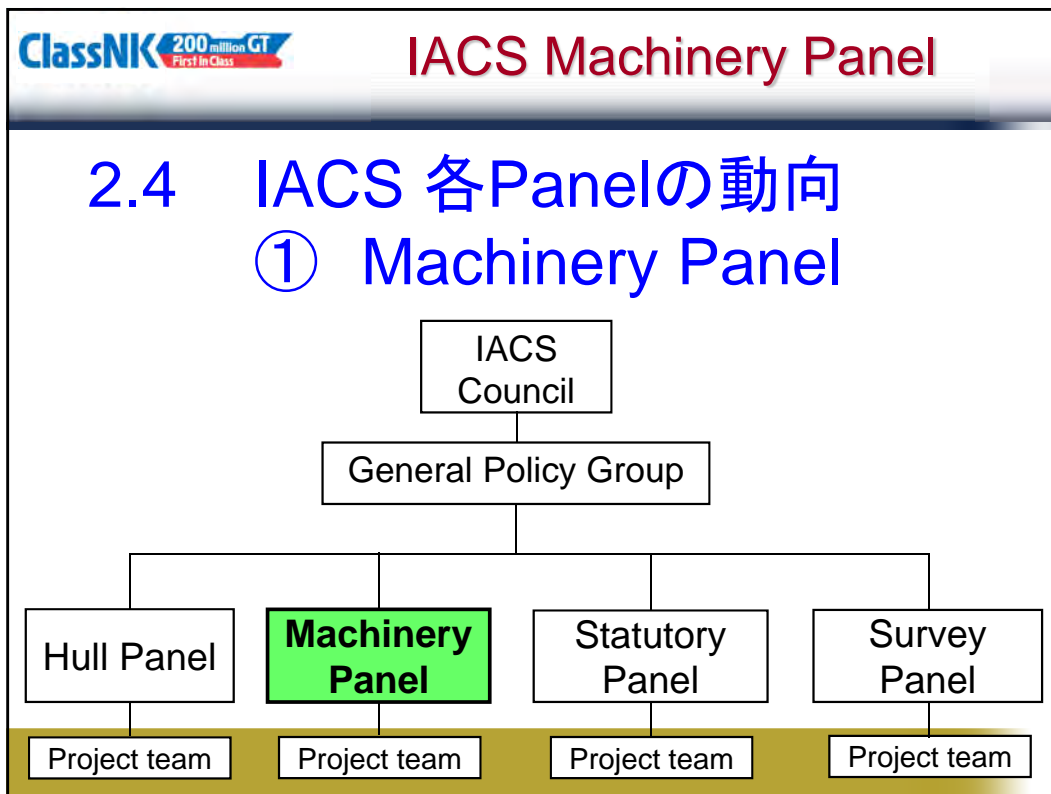 ClassNK 200 million GT
First in Class
IACS Machinery Panel
2.4 IACS 各Panelの動向
① Machinery Panel
IACS
Council
General Policy Group
Hull Panel
Machinery
Panel
Statutory
Panel
Survey
Panel
Project team
Project team
Project team
Project team